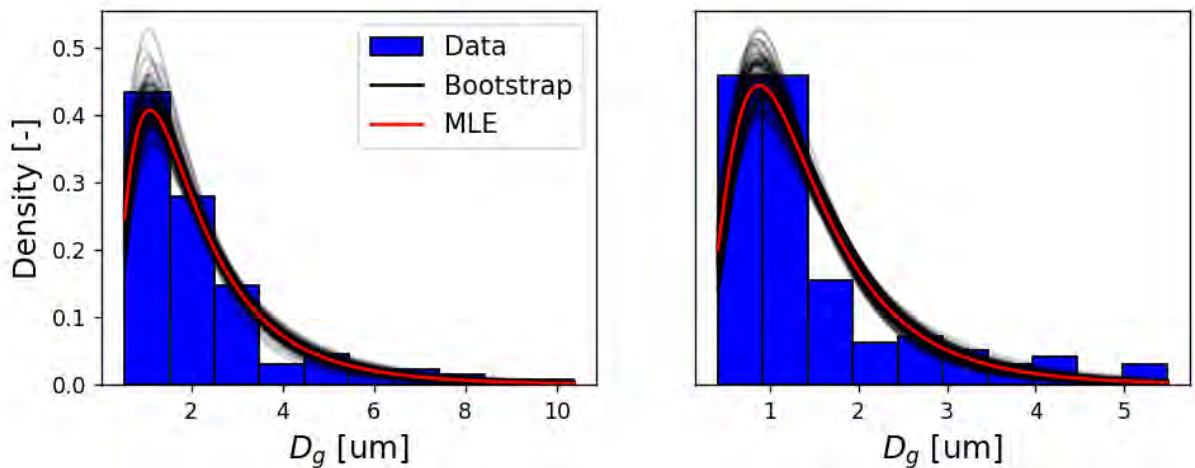 0.5
0.4
0.3
0.2
0.1
0.0
Density [-]
Data
Bootstrap
MLE
2 4 6 8 10
1 2 3 4 5
D_g [um]
D_g [um]